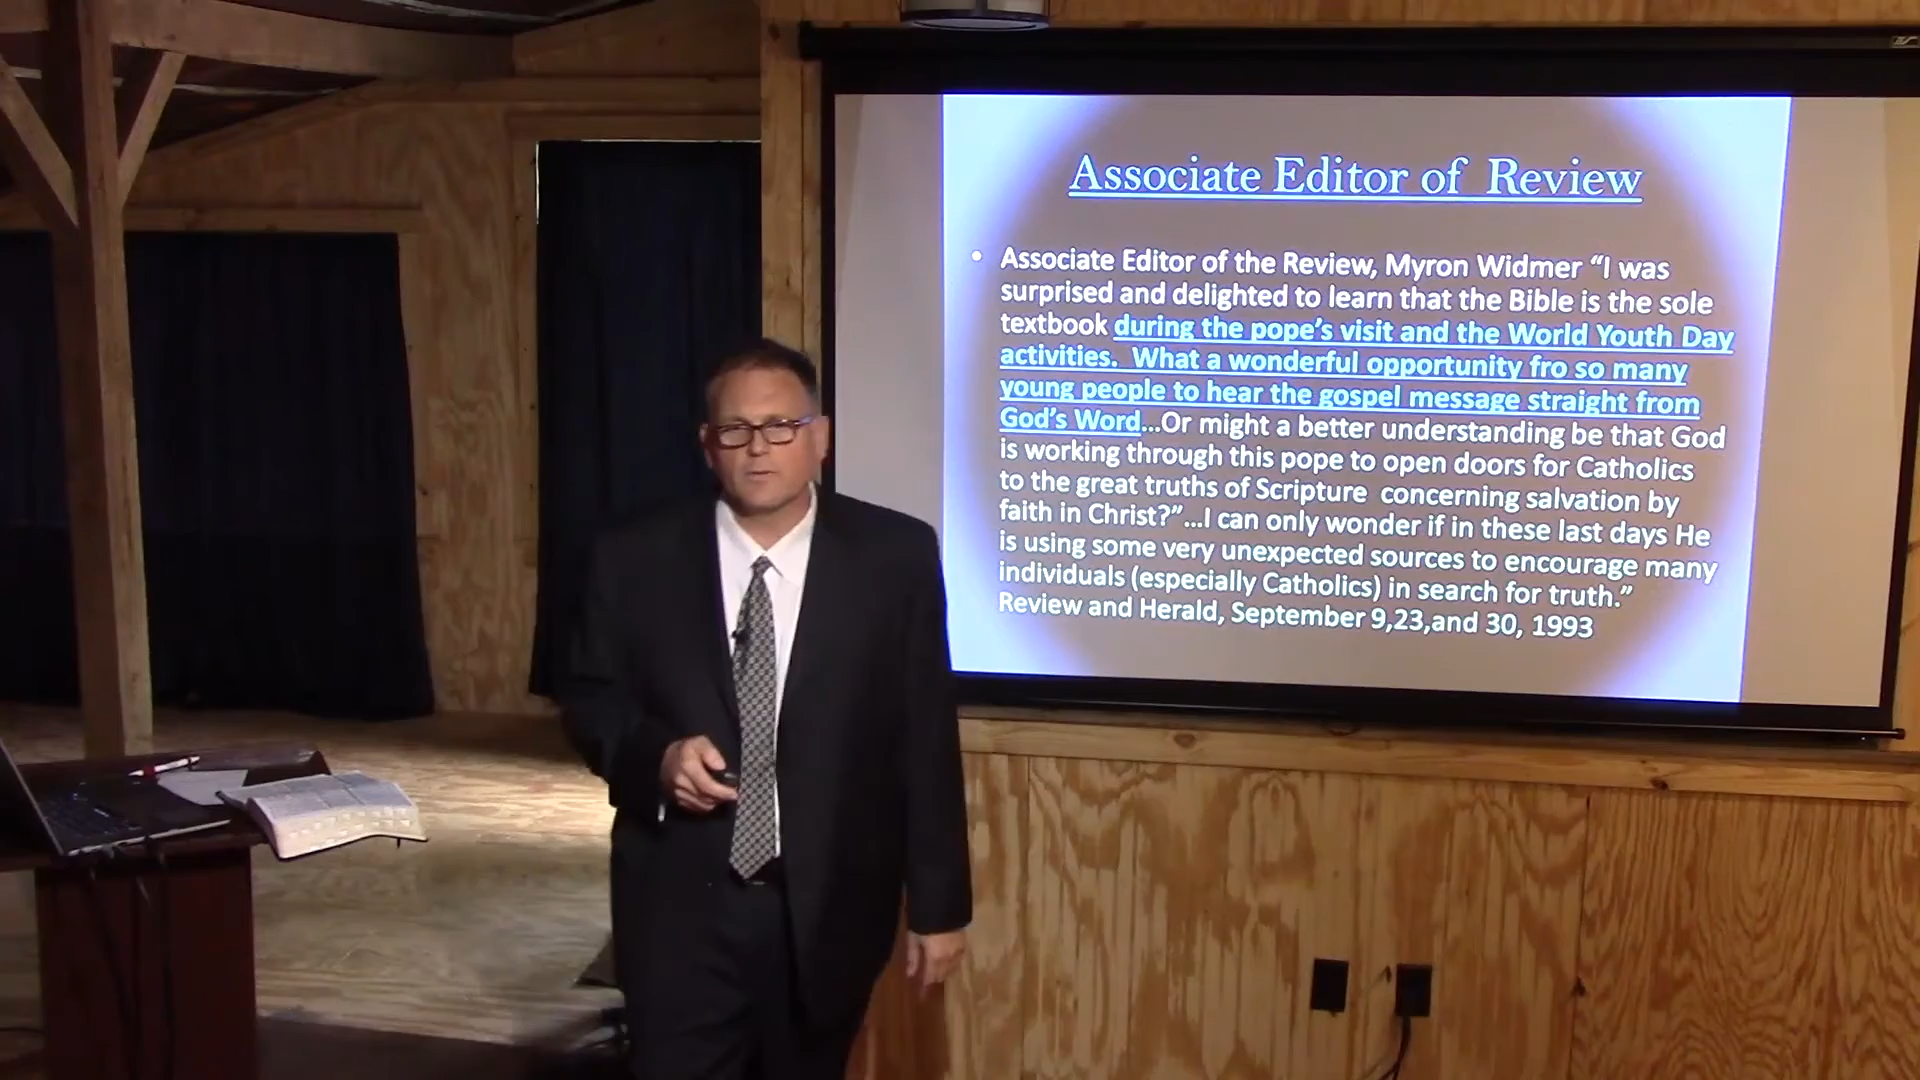 Associate Editor of Review
• Associate Editor of the Review, Myron Widmer “I was
surprised and delighted to learn that the Bible is the sole
textbook during the pope’s visit and the World Youth Day
activities. What a wonderful opportunity fro so many
young people to hear the gospel message straight from
God’s Word...Or might a better understanding be that God
is working through this pope to open doors for Catholics
to the great truths of Scripture concerning salvation by
faith in Christ?”...I can only wonder if in these last days He
is using some very unexpected sources to encourage many
individuals (especially Catholics) in search for truth.”
Review and Herald, September 9,23,and 30, 1993